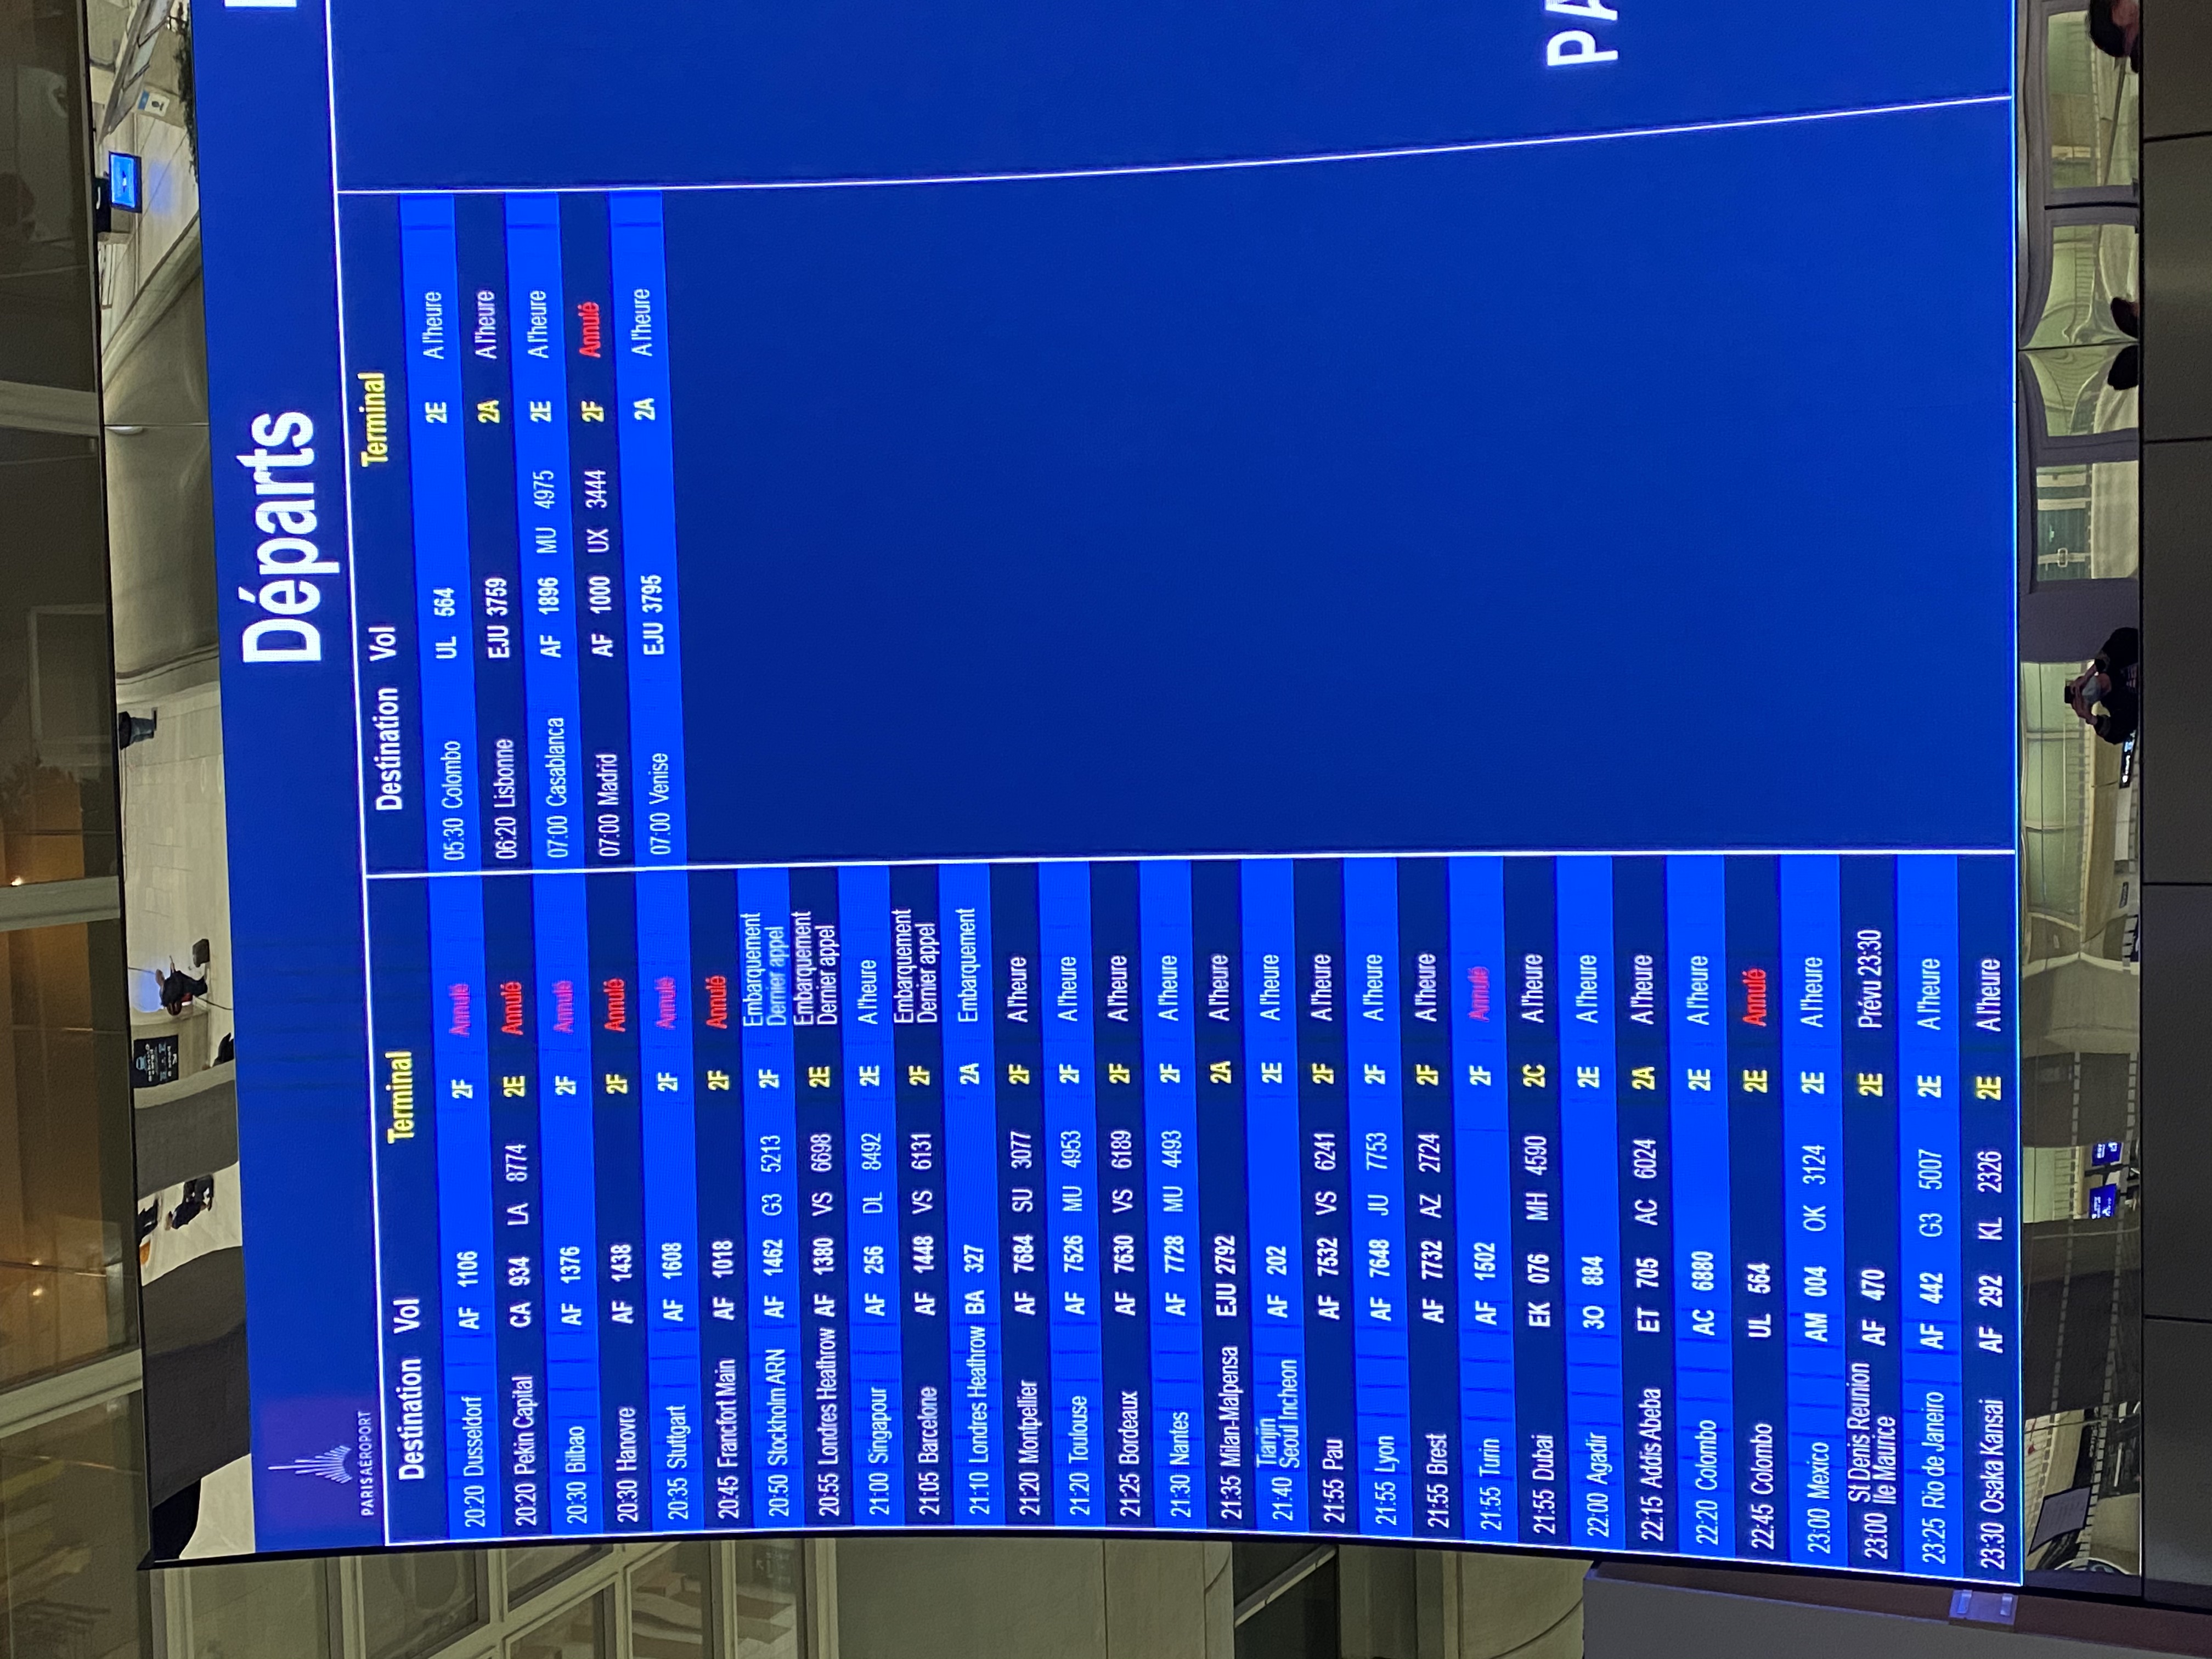 Départs
PARIS AÉROPORT
Destination Vol Terminal
20:20 Dusseldorf AF 1106 2F Annulé
20:20 Pekin Capital CA 934 LA 8774 2E Annulé
20:30 Bilbao AF 1376 2F Annulé
20:30 Hanovre AF 1438 2F Annulé
20:35 Stuttgart AF 1608 2F Annulé
20:45 Francfort Main AF 1018 2F Annulé
20:50 Stockholm ARN AF 1462 G3 5213 2F Embarquement
Dernier appel
20:55 Londres Heathrow AF 1380 VS 6698 2E Embarquement
Dernier appel
21:00 Singapour AF 256 DL 8492 2E A l'heure
21:05 Barcelone AF 1448 VS 6131 2F Embarquement
Dernier appel
21:10 Londres Heathrow BA 327 2A Embarquement
21:20 Montpellier AF 7684 SU 3077 2F A l'heure
21:20 Toulouse AF 7526 MU 4953 2F A l'heure
21:25 Bordeaux AF 7630 VS 6189 2F A l'heure
21:30 Nantes AF 7728 MU 4493 2F A l'heure
21:35 Milan-Malpensa EJU 2792 2A A l'heure
21:40 Tianjin
Seoul Incheon AF 202 2E A l'heure
21:55 Pau AF 7532 VS 6241 2F A l'heure
21:55 Lyon AF 7648 JU 7753 2F A l'heure
21:55 Brest AF 7732 AZ 2724 2F A l'heure
21:55 Turin AF 1502 2F Annulé
21:55 Dubai EK 076 MH 4590 2C A l'heure
22:00 Agadir 3O 884 2E A l'heure
22:15 Addis Abeba ET 705 AC 6024 2A A l'heure
22:20 Colombo AC 6880 2E A l'heure
22:45 Colombo UL 564 2E Annulé
23:00 Mexico AM 004 OK 3124 2E A l'heure
23:00 St Denis Reunion
Ile Maurice AF 470 2E Prévu 23:30
23:25 Rio de Janeiro AF 442 G3 5007 2E A l'heure
23:30 Osaka Kansai AF 292 KL 2326 2E A l'heure
Destination Vol Terminal
05:30 Colombo UL 564 2E A l'heure
06:20 Lisbonne EJU 3759 2A A l'heure
07:00 Casablanca AF 1896 MU 4975 2E A l'heure
07:00 Madrid AF 1000 UX 3444 2F Annulé
07:00 Venise EJU 3795 2A A l'heure
PA